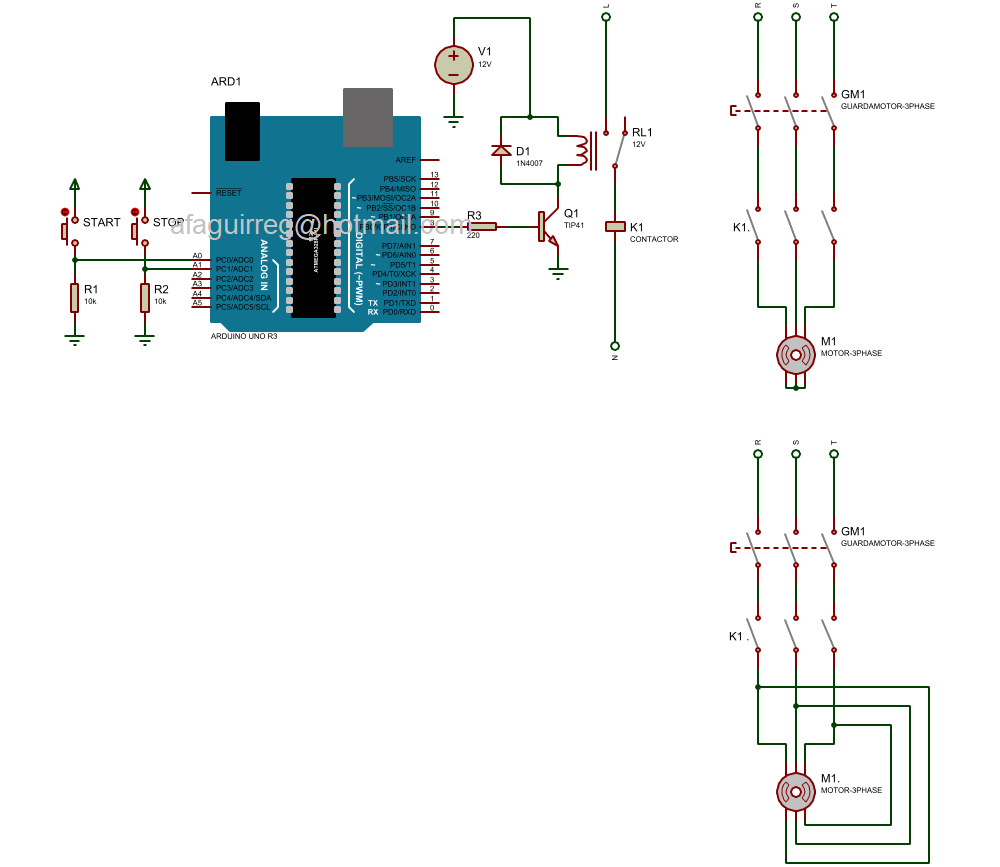 ARD1
ARDUINO UNO R3
RESET
AREF
PB5/SCK 13
PB4/MISO 12
~ PB3/MOSI/OC2A 11
~ PB2/SS/OC1B 10
~ PB1/OC1A 9
8
PD7/AIN1 7
~ PD6/AIN0 6
~ PD5/T1 5
PD4/T0/XCK 4
~ PD3/INT1 3
PD2/INT0 2
TX PD1/TXD 1
RX PD0/RXD 0
A0 PC0/ADC0
A1 PC1/ADC1
A2 PC2/ADC2
A3 PC3/ADC3
A4 PC4/ADC4/SDA
A5 PC5/ADC5/SCL
ANALOG IN
DIGITAL (~PWM)
START
STOP
R1
10k
R2
10k
afaguirreg@hotmail.com
V1
12V
D1
1N4007
R3
220
Q1
TIP41
L
RL1
12V
K1
CONTACTOR
N
R S T
GM1
GUARDAMOTOR-3PHASE
K1.
M1
MOTOR-3PHASE
R S T
GM1
GUARDAMOTOR-3PHASE
K1 .
M1.
MOTOR-3PHASE